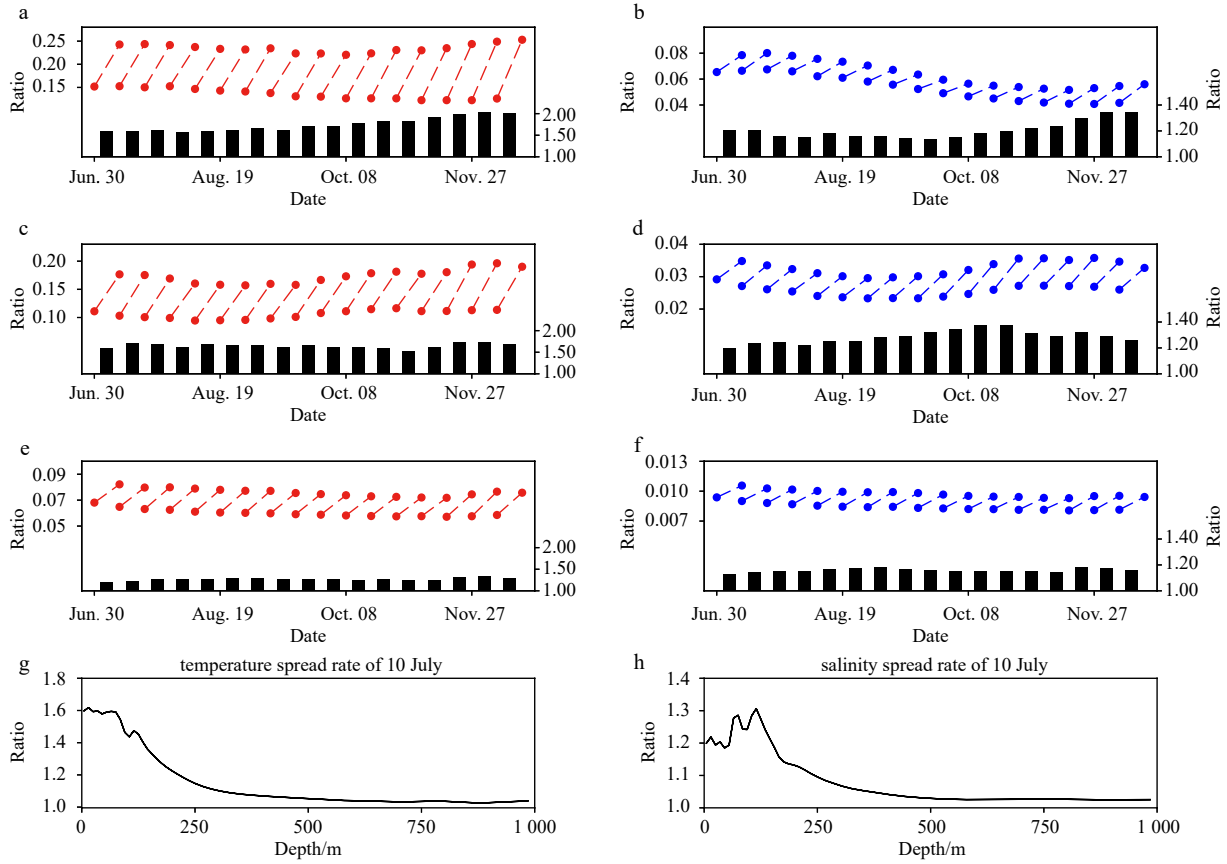 a
0.25
0.20
0.15
Ratio
2.00
1.50
1.00
Jun. 30
Aug. 19
Oct. 08
Nov. 27
Date
b
0.08
0.06
0.04
Ratio
1.40
1.20
1.00
Ratio
Jun. 30
Aug. 19
Oct. 08
Nov. 27
Date
c
0.20
0.10
Ratio
2.00
1.50
1.00
Jun. 30
Aug. 19
Oct. 08
Nov. 27
Date
d
0.04
0.03
0.02
Ratio
1.40
1.20
1.00
Ratio
Jun. 30
Aug. 19
Oct. 08
Nov. 27
Date
e
0.09
0.07
0.05
Ratio
2.00
1.50
1.00
Jun. 30
Aug. 19
Oct. 08
Nov. 27
Date
f
0.013
0.010
0.007
Ratio
1.40
1.20
1.00
Ratio
Jun. 30
Aug. 19
Oct. 08
Nov. 27
Date
g
temperature spread rate of 10 July
1.8
1.6
1.4
1.2
1.0
Ratio
0
250
500
750
1 000
Depth/m
h
salinity spread rate of 10 July
1.4
1.3
1.2
1.1
1.0
Ratio
0
250
500
750
1 000
Depth/m